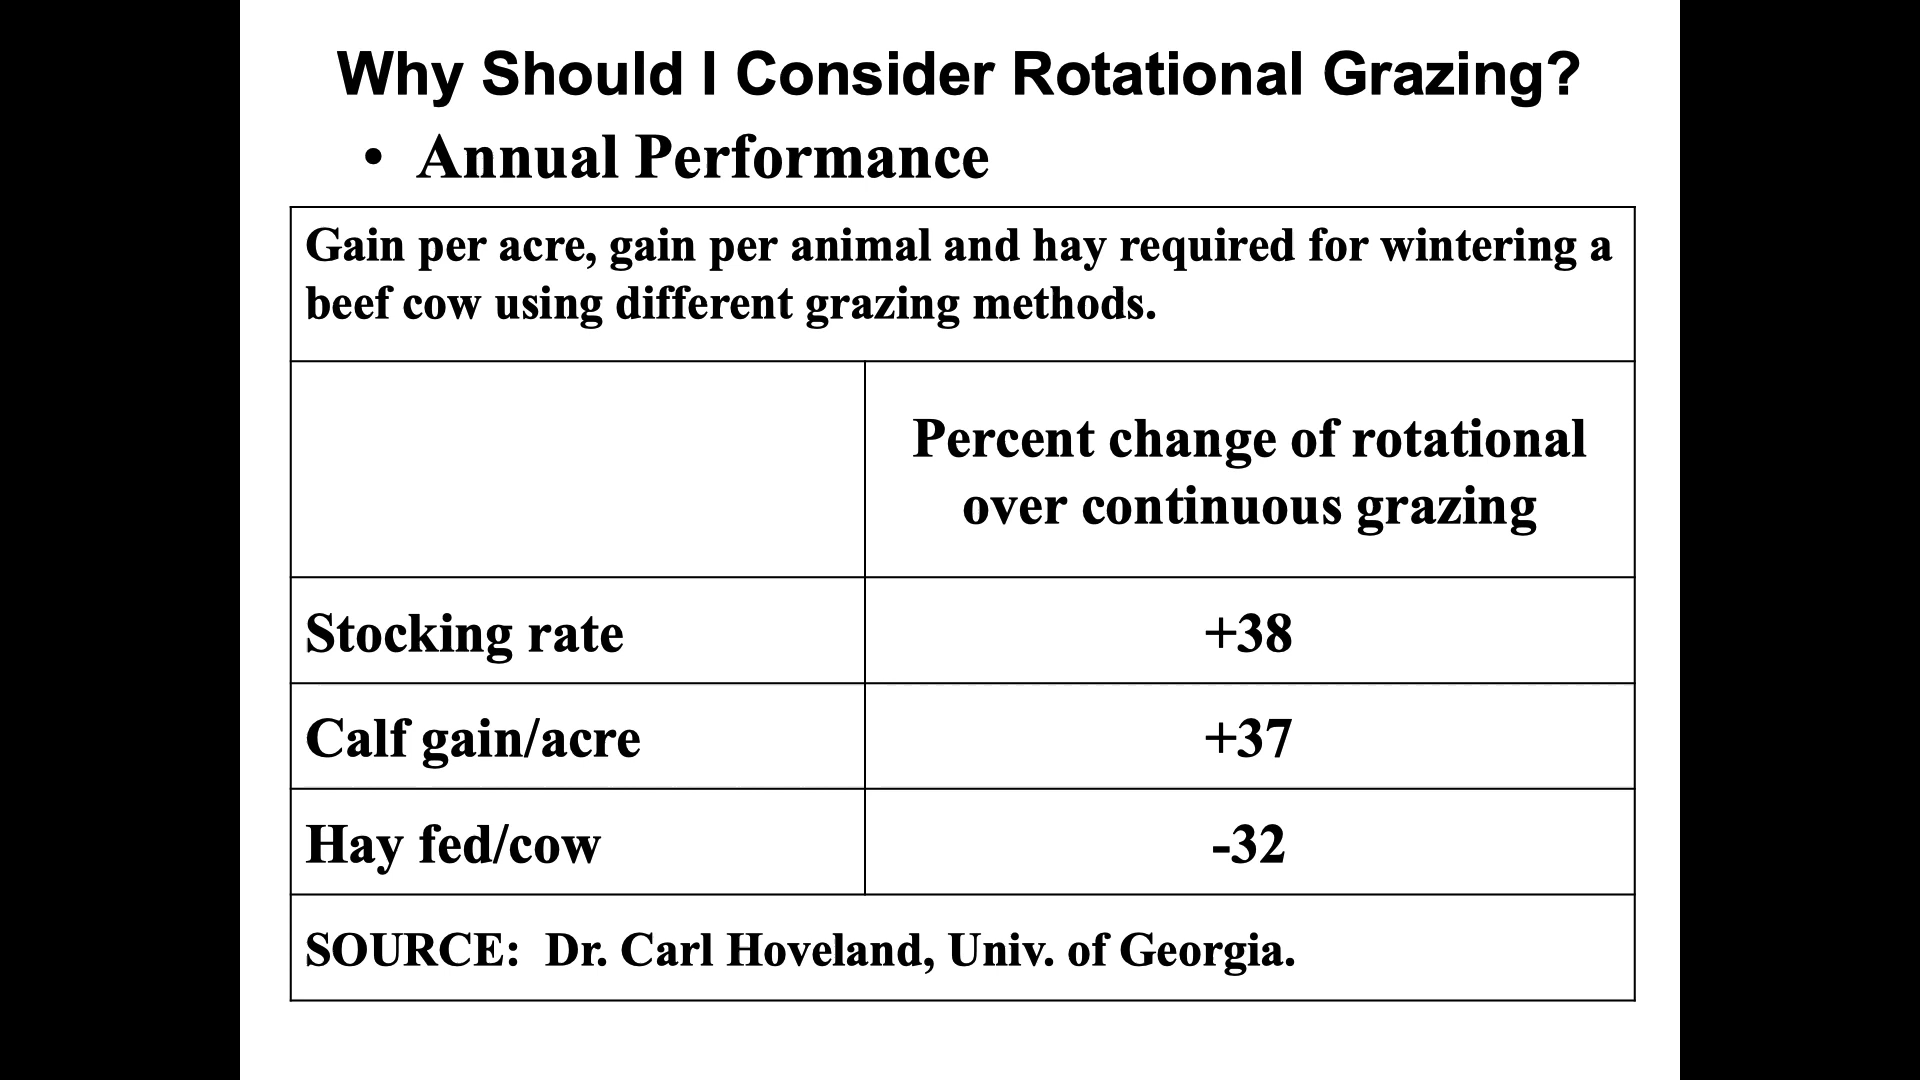 Why Should I Consider Rotational Grazing?
• Annual Performance
Gain per acre, gain per animal and hay required for wintering a
beef cow using different grazing methods.
Percent change of rotational
over continuous grazing
Stocking rate +38
Calf gain/acre +37
Hay fed/cow -32
SOURCE: Dr. Carl Hoveland, Univ. of Georgia.